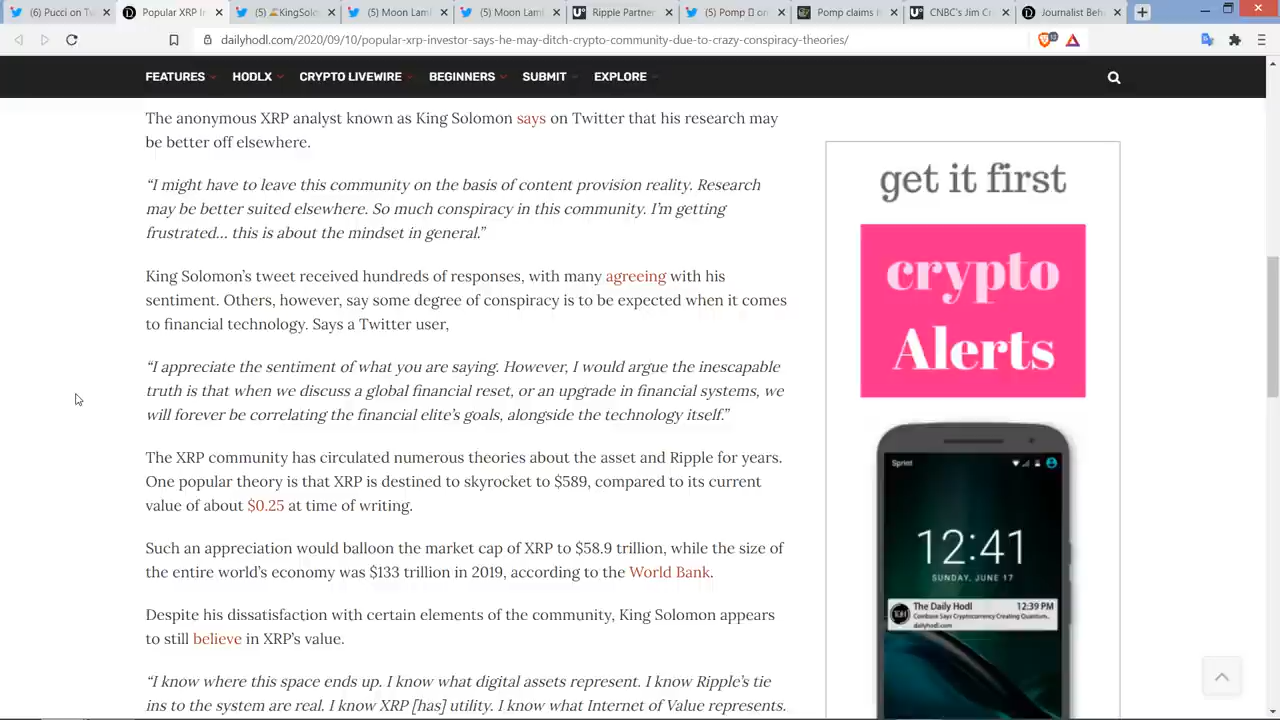 (6) Pucci on Tw
Popular XRP In
(5) 🔔KingSolo
(5) Moon Lam
(5) Moon Lam
Ripple Partner
(5) Pomp
Pomp claims
CNBC's Jim C
Journalist Beh
dailyhodl.com/2020/09/10/popular-xrp-investor-says-he-may-ditch-crypto-community-due-to-crazy-conspiracy-theories/
FEATURES HODLX CRYPTO LIVEWIRE BEGINNERS SUBMIT EXPLORE
The anonymous XRP analyst known as King Solomon says on Twitter that his research may
be better off elsewhere.
“I might have to leave this community on the basis of content provision reality. Research
may be better suited elsewhere. So much conspiracy in this community. I’m getting
frustrated… this is about the mindset in general.”
King Solomon’s tweet received hundreds of responses, with many agreeing with his
sentiment. Others, however, say some degree of conspiracy is to be expected when it comes
to financial technology. Says a Twitter user,
“I appreciate the sentiment of what you are saying. However, I would argue the inescapable
truth is that when we discuss a global financial reset, or an upgrade in financial systems, we
will forever be correlating the financial elite’s goals, alongside the technology itself.”
The XRP community has circulated numerous theories about the asset and Ripple for years.
One popular theory is that XRP is destined to skyrocket to $589, compared to its current
value of about $0.25 at time of writing.
Such an appreciation would balloon the market cap of XRP to $58.9 trillion, while the size of
the entire world’s economy was $133 trillion in 2019, according to the World Bank.
Despite his dissatisfaction with certain elements of the community, King Solomon appears
to still believe in XRP’s value.
“I know where this space ends up. I know what digital assets represent. I know Ripple’s tie
ins to the system are real. I know XRP [has] utility. I know what Internet of Value represents.
get it first
crypto
Alerts
Sprint
12:41
SUNDAY, JUNE 17
The Daily Hodl 12:39 PM
Coinbase Says Cryptocurrency Creating Quantum..
dailyhodl.com